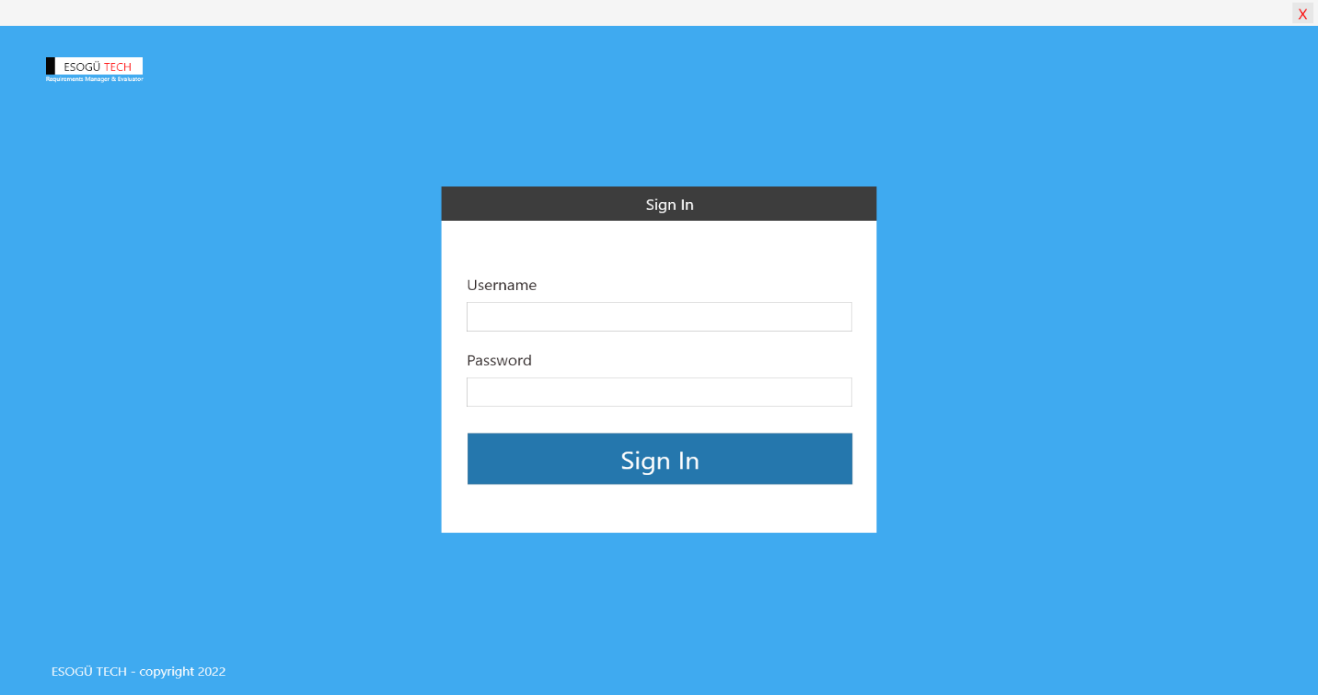 X
ESOGÜ TECH
Requirements Manager & Evaluator
Sign In
Username
Password
Sign In
ESOGÜ TECH - copyright 2022